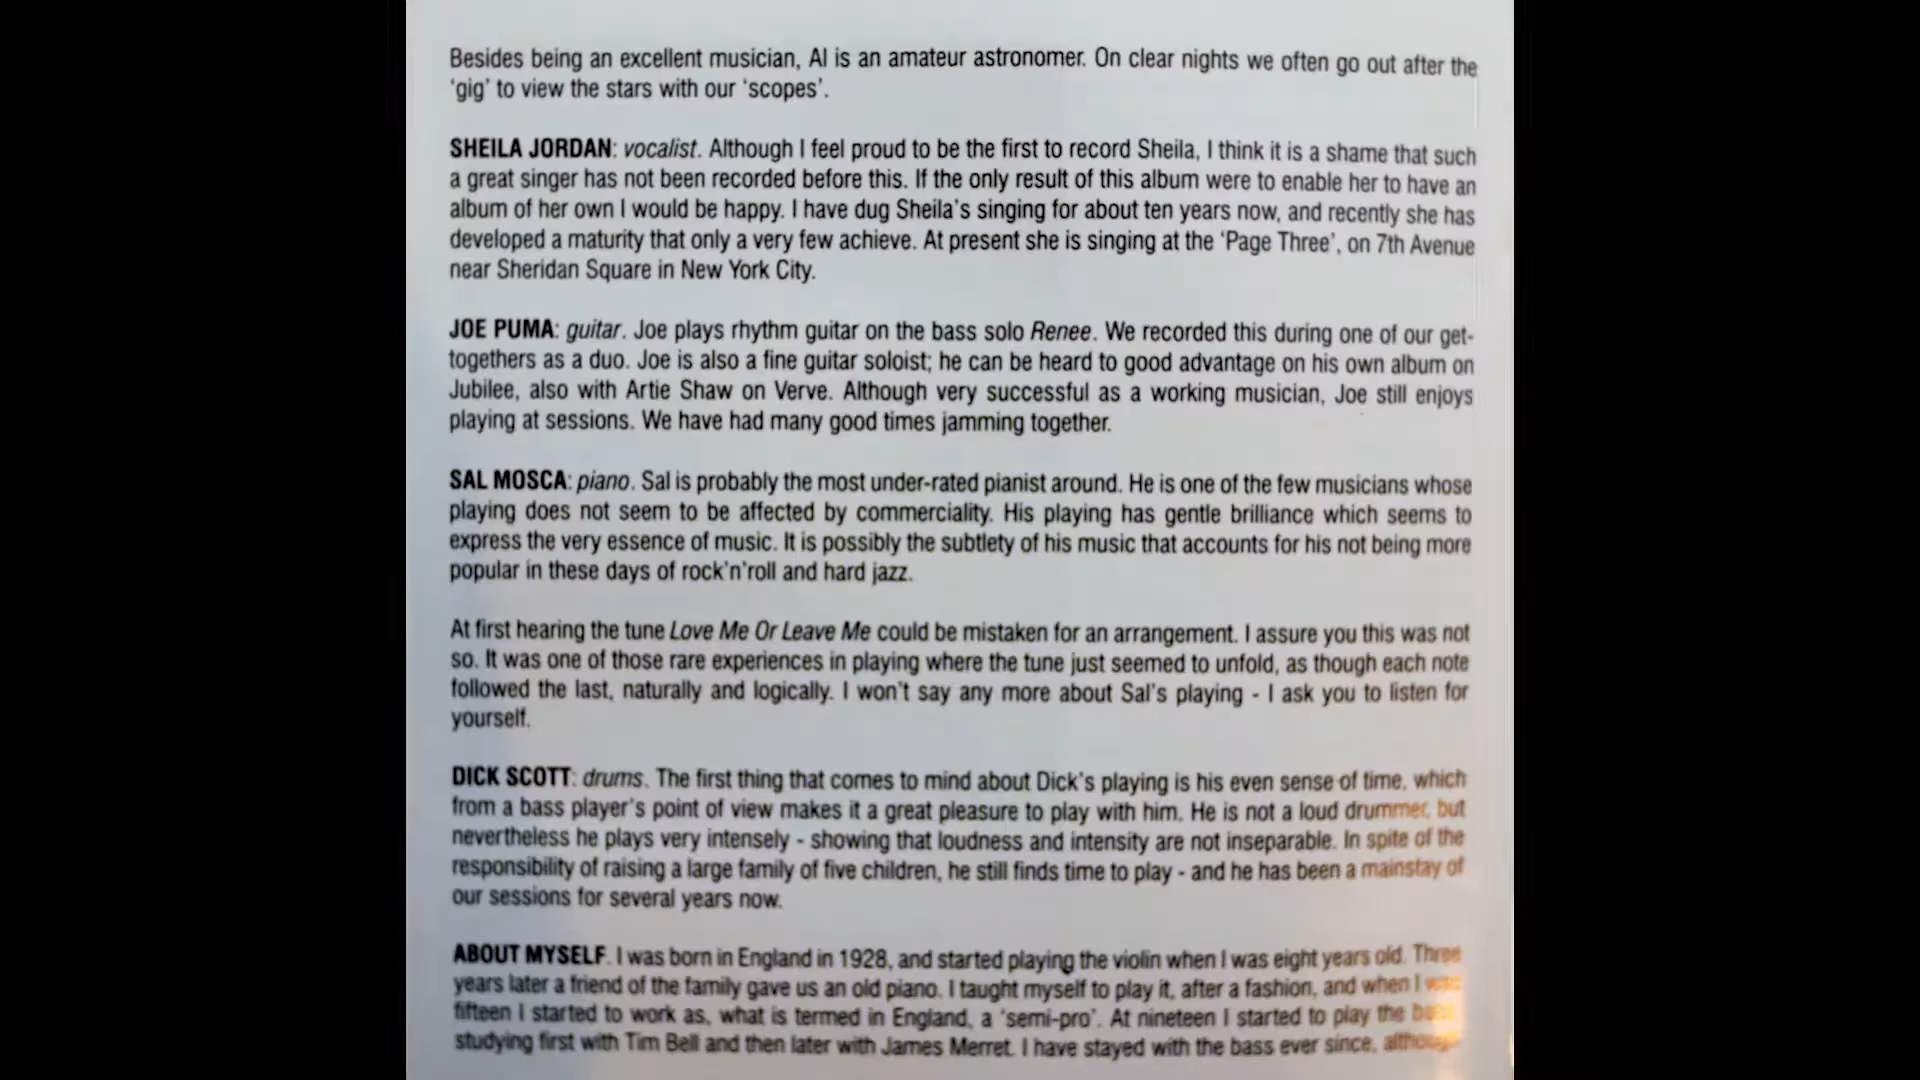 Besides being an excellent musician, Al is an amateur astronomer. On clear nights we often go out after the
‘gig’ to view the stars with our ‘scopes’.
SHEILA JORDAN: vocalist. Although I feel proud to be the first to record Sheila, I think it is a shame that such
a great singer has not been recorded before this. If the only result of this album were to enable her to have an
album of her own I would be happy. I have dug Sheila’s singing for about ten years now, and recently she has
developed a maturity that only a very few achieve. At present she is singing at the ‘Page Three’, on 7th Avenue
near Sheridan Square in New York City.
JOE PUMA: guitar. Joe plays rhythm guitar on the bass solo Renee. We recorded this during one of our get-
togethers as a duo. Joe is also a fine guitar soloist; he can be heard to good advantage on his own album on
Jubilee, also with Artie Shaw on Verve. Although very successful as a working musician, Joe still enjoys
playing at sessions. We have had many good times jamming together.
SAL MOSCA: piano. Sal is probably the most under-rated pianist around. He is one of the few musicians whose
playing does not seem to be affected by commerciality. His playing has gentle brilliance which seems to
express the very essence of music. It is possibly the subtlety of his music that accounts for his not being more
popular in these days of rock’n’roll and hard jazz.
At first hearing the tune Love Me Or Leave Me could be mistaken for an arrangement. I assure you this was not
so. It was one of those rare experiences in playing where the tune just seemed to unfold, as though each note
followed the last, naturally and logically. I won’t say any more about Sal’s playing - I ask you to listen for
yourself.
DICK SCOTT: drums. The first thing that comes to mind about Dick’s playing is his even sense of time, which
from a bass player’s point of view makes it a great pleasure to play with him. He is not a loud drummer, but
nevertheless he plays very intensely - showing that loudness and intensity are not inseparable. In spite of the
responsibility of raising a large family of five children, he still finds time to play - and he has been a mainstay of
our sessions for several years now.
ABOUT MYSELF. I was born in England in 1928, and started playing the violin when I was eight years old. Three
years later a friend of the family gave us an old piano. I taught myself to play it, after a fashion, and when I was
fifteen I started to work as, what is termed in England, a ‘semi-pro’. At nineteen I started to play the
studying first with Tim Bell and then later with James Merret. I have stayed with the bass ever since,